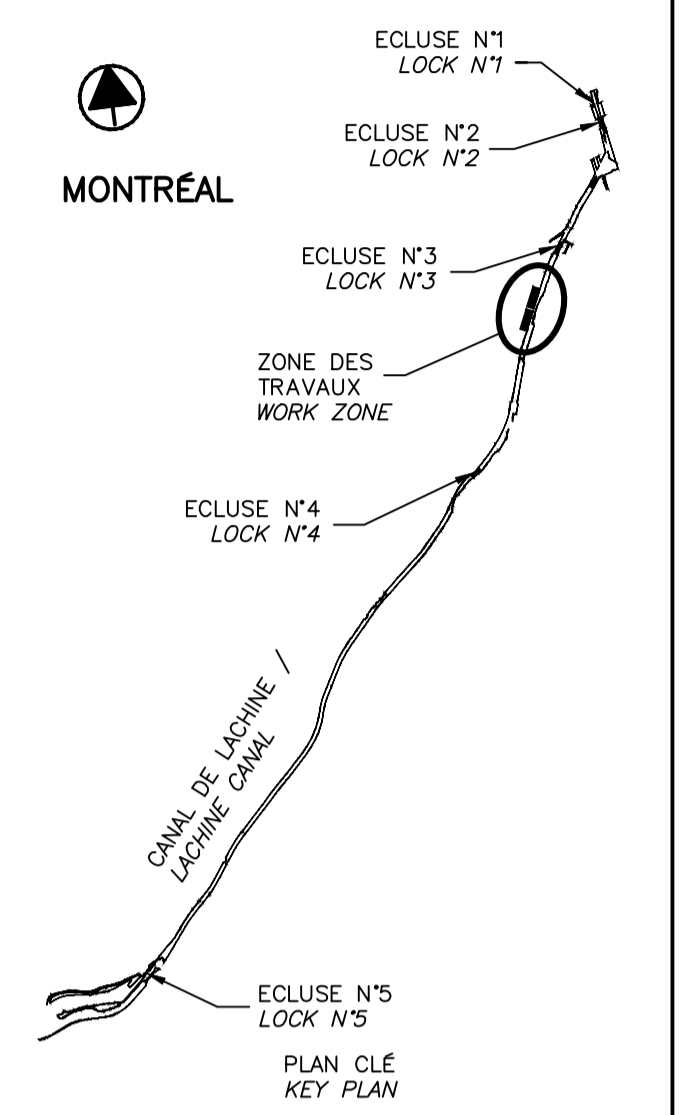 ECLUSE N°1
LOCK N°1
ECLUSE N°2
LOCK N°2
MONTRÉAL
ECLUSE N°3
LOCK N°3
ZONE DES
TRAVAUX
WORK ZONE
ECLUSE N°4
LOCK N°4
CANAL DE LACHINE /
LACHINE CANAL
ECLUSE N°5
LOCK N°5
PLAN CLÉ
KEY PLAN